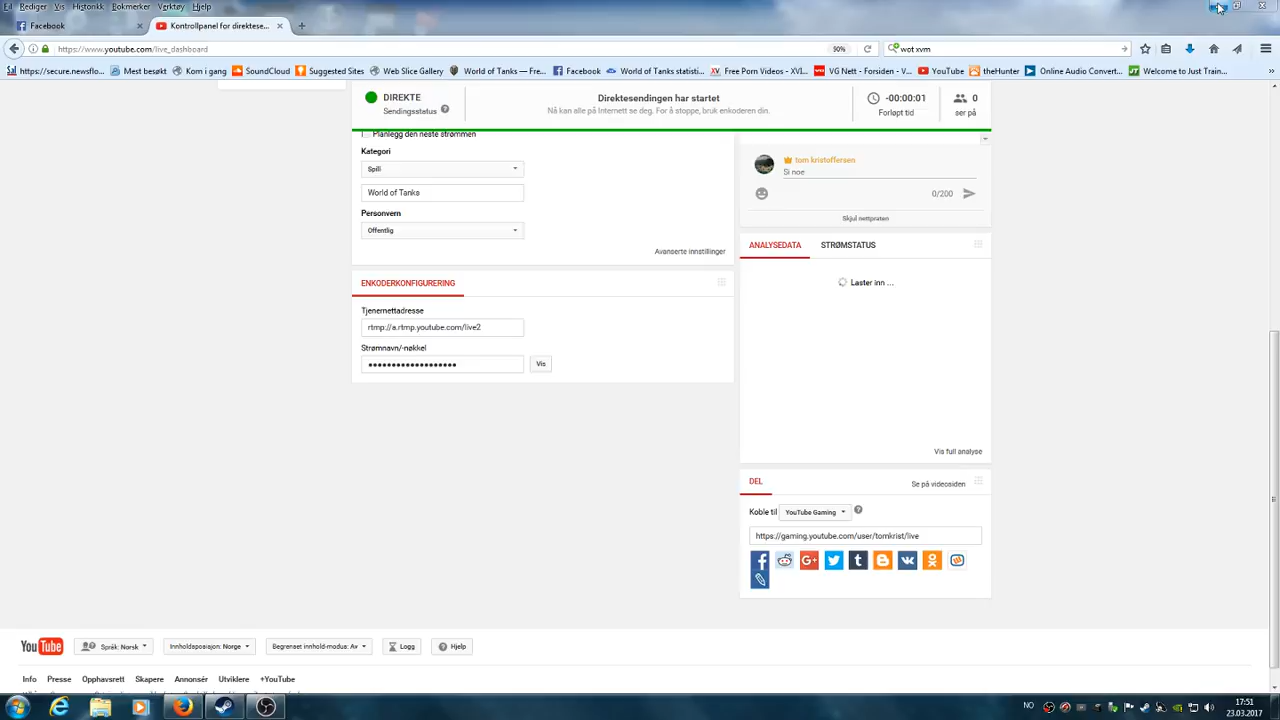 Rediger Vis Historikk Bokmerker Verktøy Hjelp
Facebook
Kontrollpanel for direktese...
https://www.youtube.com/live_dashboard
90%
wot xvm
https://secure.newsflo...
Mest besøkt
Kom i gang
SoundCloud
Suggested Sites
Web Slice Gallery
World of Tanks — Fre...
Facebook
World of Tanks statisti...
Free Porn Videos - XVI...
VG Nett - Forsiden - V...
YouTube
theHunter
Online Audio Convert...
Welcome to Just Train...
DIREKTE
Sendingsstatus
Direktesendingen har startet
Nå kan alle på Internett se deg. For å stoppe, bruk enkoderen din.
-00:00:01
Forløpt tid
0
ser på
Planlegg den neste strømmen
Kategori
Spill
World of Tanks
Personvern
Offentlig
Avanserte innstillinger
ENKODERKONFIGURERING
Tjenernettadresse
rtmp://a.rtmp.youtube.com/live2
Strømnavn/-nøkkel
Vis
tom kristoffersen
Si noe
0/200
Skjul nettpraten
ANALYSEDATA
STRØMSTATUS
Laster inn ...
Vis full analyse
DEL
Se på videosiden
Koble til
YouTube Gaming
https://gaming.youtube.com/user/tomkrist/live
YouTube
Språk: Norsk
Innholdsposisjon: Norge
Begrenset innhold-modus: Av
Logg
Hjelp
Info Presse Opphavsrett Skapere Annonsér Utviklere +YouTube
NO
17:51
23.03.2017